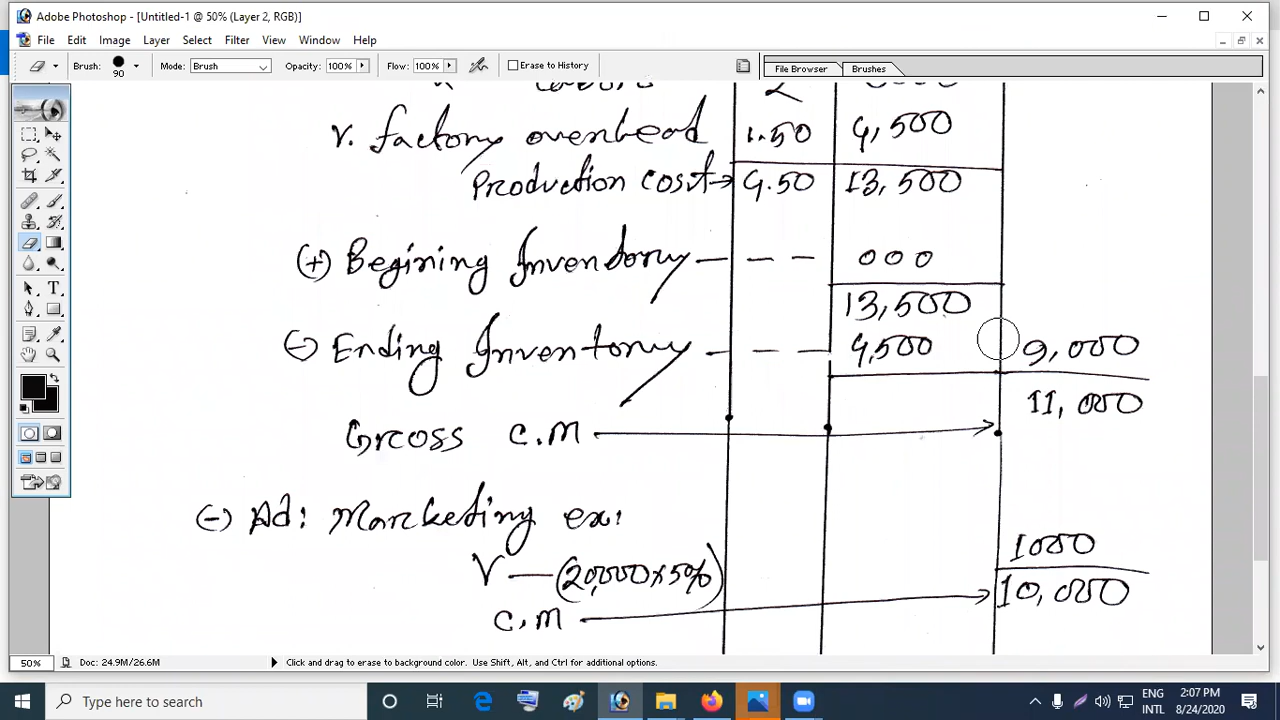 Adobe Photoshop - [Untitled-1 @ 50% (Layer 2, RGB)]
File Edit Image Layer Select Filter View Window Help
Brush: 90 Mode: Brush Opacity: 100% Flow: 100% Erase to History File Browser Brushes
V. factory overhead 1.50 4,500
Production cost→ 4.50 13,500
(+) Begining Inventory — — — 000
13,500
(-) Ending Inventory — — — 4,500 9,000
11,000
Grcoss C.M
(-) Ad: Marketing ex:
V — (20,000x5%) 1000
C.M 10,000
50% Doc: 24.9M/26.6M Click and drag to erase to background color. Use Shift, Alt, and Ctrl for additional options.
Type here to search
ENG 2:07 PM
INTL 8/24/2020